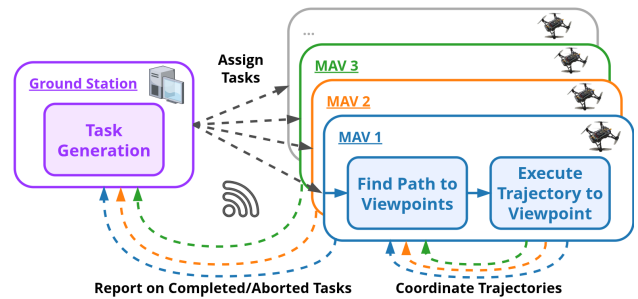 ...
MAV 3
Assign
Tasks
Ground Station
MAV 2
Task
Generation
MAV 1
Find Path to
Viewpoints
Execute
Trajectory to
Viewpoint
Report on Completed/Aborted Tasks
Coordinate Trajectories